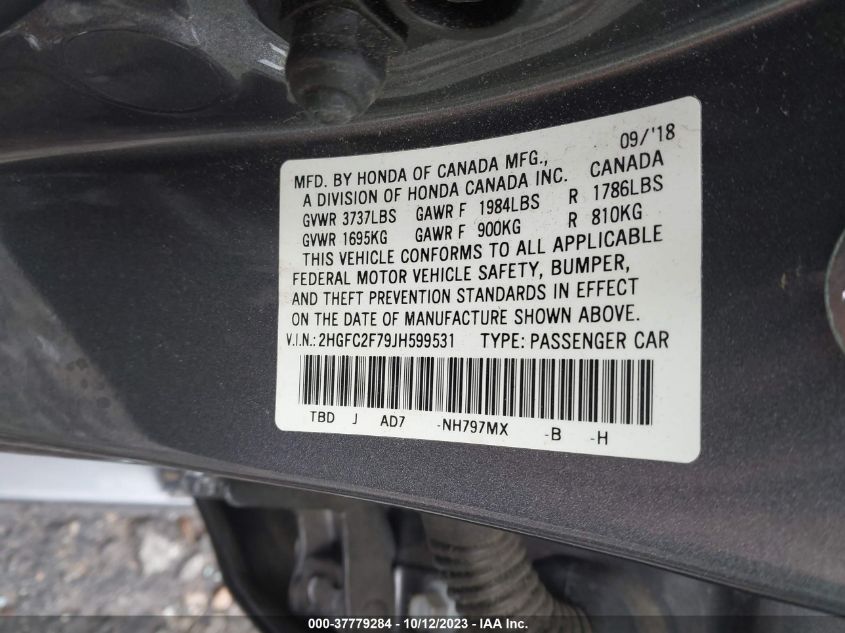 09/'18
MFD. BY HONDA OF CANADA MFG., CANADA
A DIVISION OF HONDA CANADA INC.
GVWR 3737LBS GAWR F 1984LBS R 1786LBS
GVWR 1695KG GAWR F 900KG R 810KG
THIS VEHICLE CONFORMS TO ALL APPLICABLE
FEDERAL MOTOR VEHICLE SAFETY, BUMPER,
AND THEFT PREVENTION STANDARDS IN EFFECT
ON THE DATE OF MANUFACTURE SHOWN ABOVE.
V.I.N.: 2HGFC2F79JH599531 TYPE: PASSENGER CAR
TBD J AD7 -NH797MX -B -H
000-37779284 - 10/12/2023 - IAA Inc.